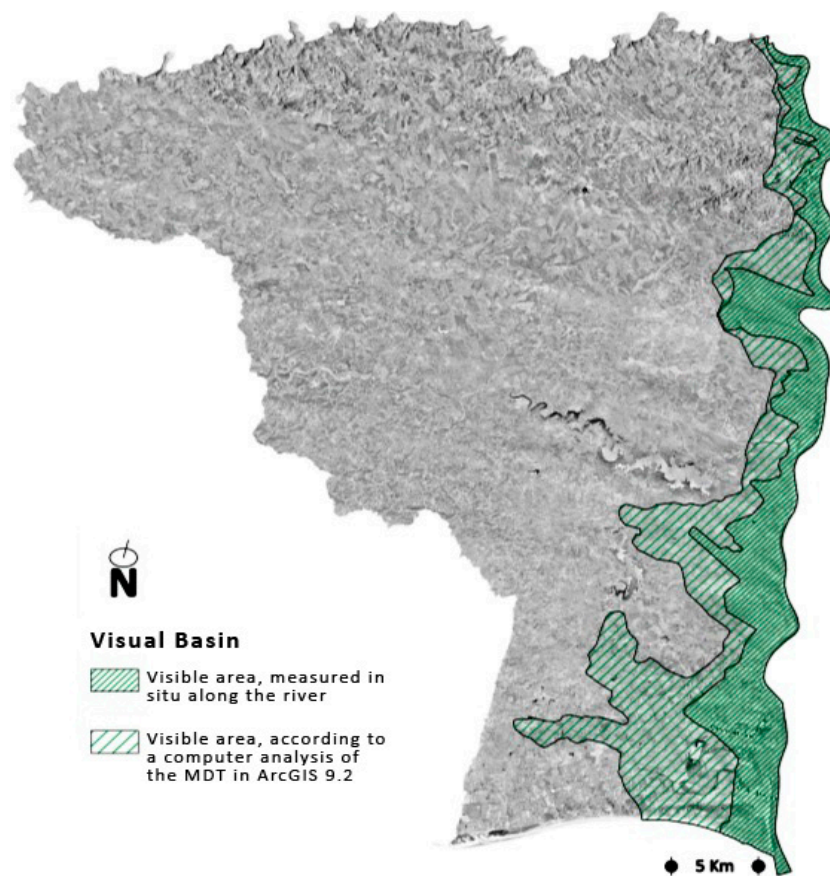 N
Visual Basin
Visible area, measured in
situ along the river
Visible area, according to
a computer analysis of
the MDT in ArcGIS 9.2
5 Km